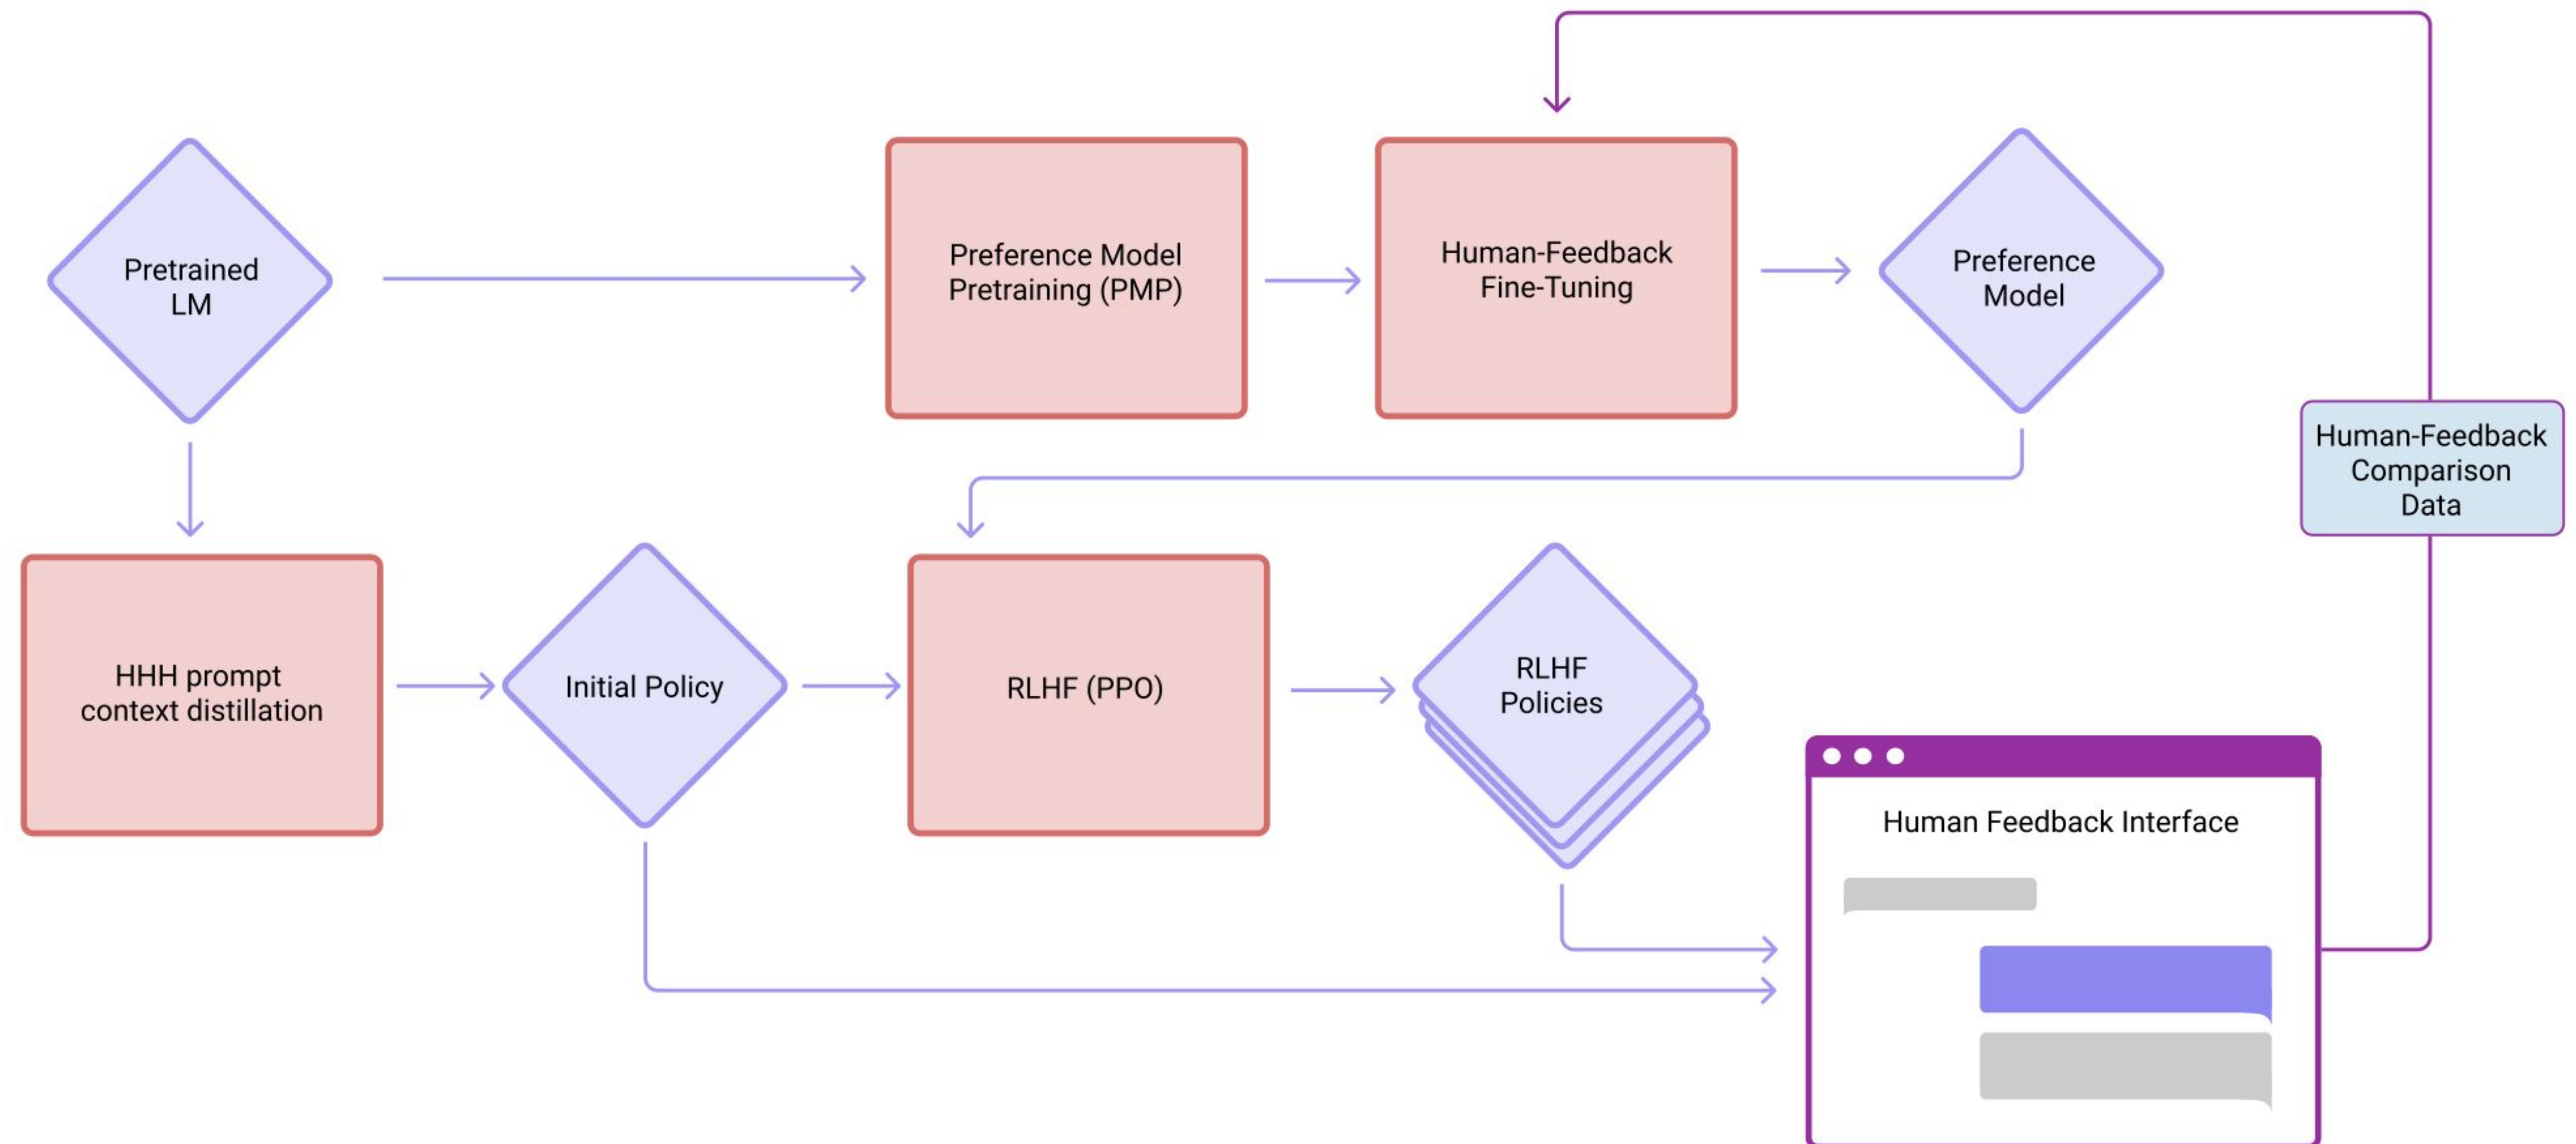 Pretrained
LM
Preference Model
Pretraining (PMP)
Human-Feedback
Fine-Tuning
Preference
Model
Human-Feedback
Comparison
Data
HHH prompt
context distillation
Initial Policy
RLHF (PPO)
RLHF
Policies
Human Feedback Interface